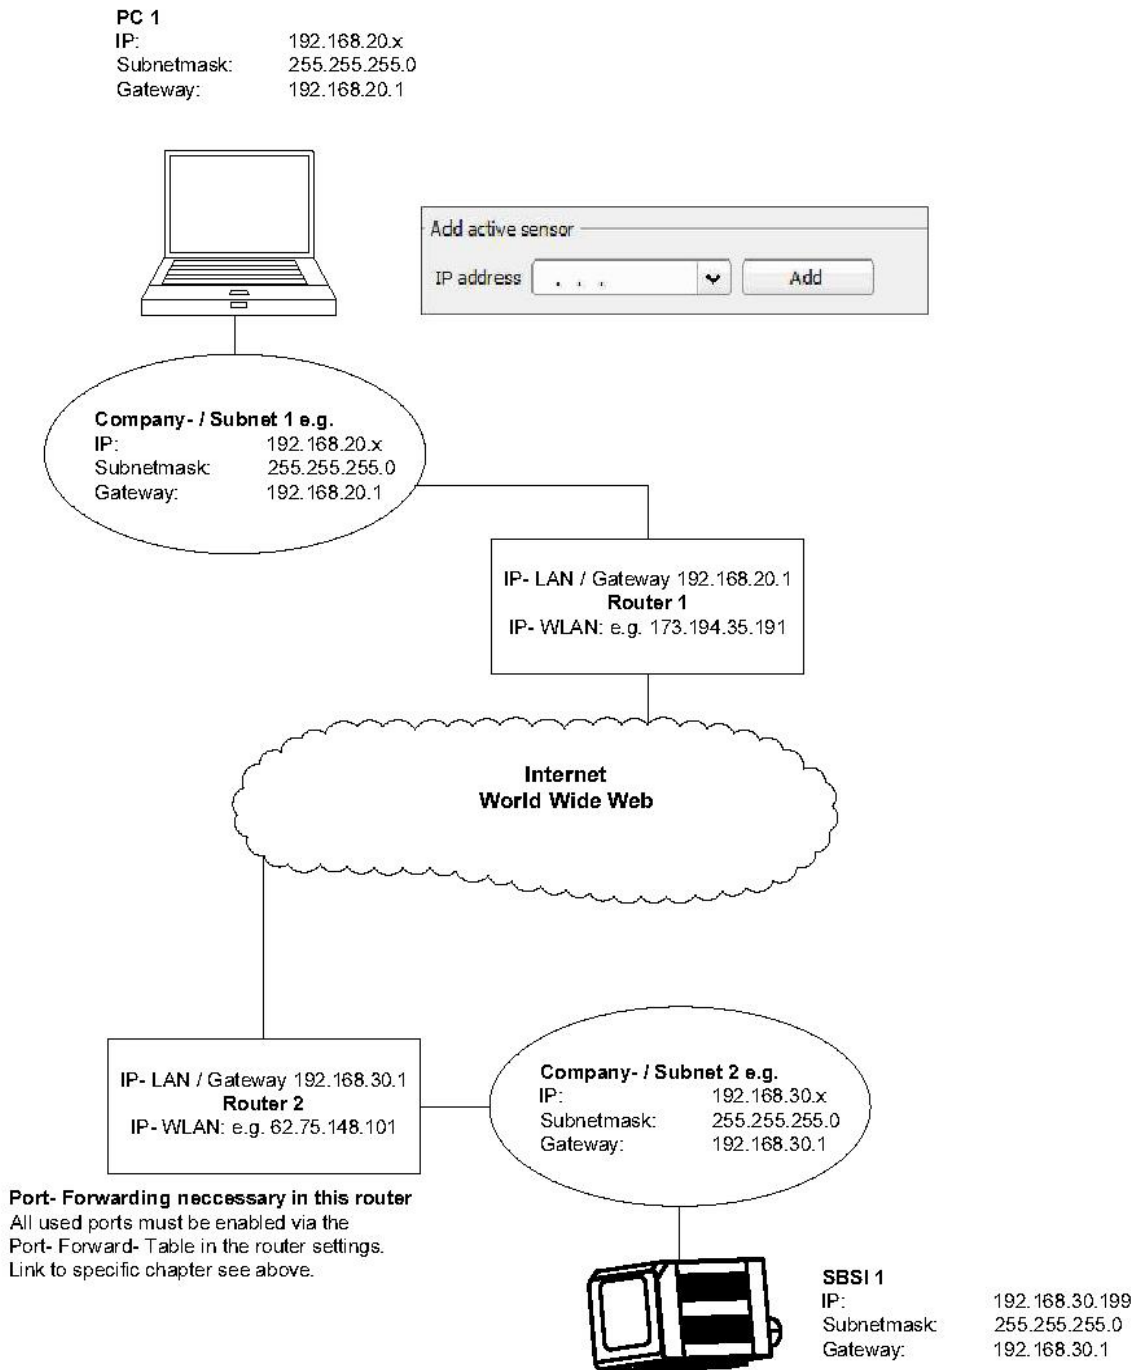 PC 1
IP: 192.168.20.x
Subnetmask: 255.255.255.0
Gateway: 192.168.20.1
Add active sensor
IP address . . . Add
Company- / Subnet 1 e.g.
IP: 192.168.20.x
Subnetmask: 255.255.255.0
Gateway: 192.168.20.1
IP- LAN / Gateway 192.168.20.1
Router 1
IP- WLAN: e.g. 173.194.35.191
Internet
World Wide Web
IP- LAN / Gateway 192.168.30.1
Router 2
IP- WLAN: e.g. 62.75.148.101
Company- / Subnet 2 e.g.
IP: 192.168.30.x
Subnetmask: 255.255.255.0
Gateway: 192.168.30.1
Port- Forwarding neccessary in this router
All used ports must be enabled via the
Port- Forward- Table in the router settings.
Link to specific chapter see above.
SBSI 1
IP: 192.168.30.199
Subnetmask: 255.255.255.0
Gateway: 192.168.30.1